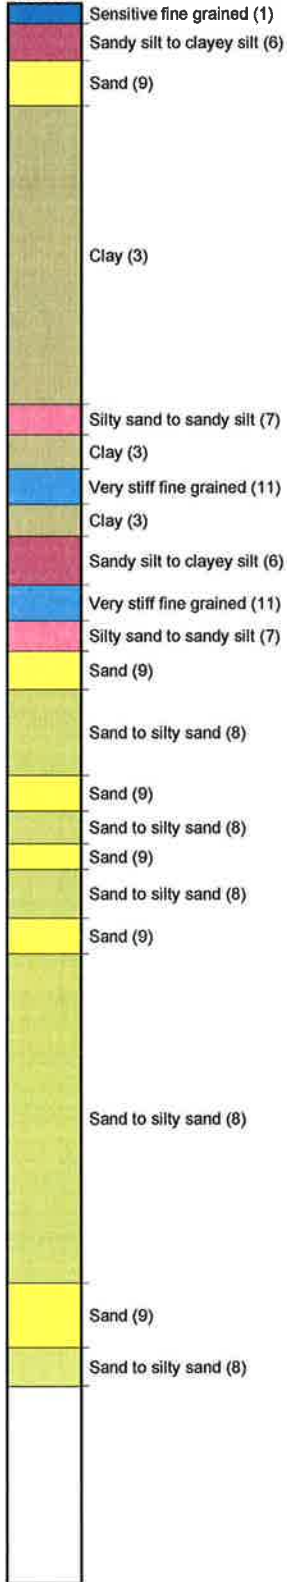 Sensitive fine grained (1)
Sandy silt to clayey silt (6)
Sand (9)
Clay (3)
Silty sand to sandy silt (7)
Clay (3)
Very stiff fine grained (11)
Clay (3)
Sandy silt to clayey silt (6)
Very stiff fine grained (11)
Silty sand to sandy silt (7)
Sand (9)
Sand to silty sand (8)
Sand (9)
Sand to silty sand (8)
Sand (9)
Sand to silty sand (8)
Sand (9)
Sand to silty sand (8)
Sand (9)
Sand to silty sand (8)